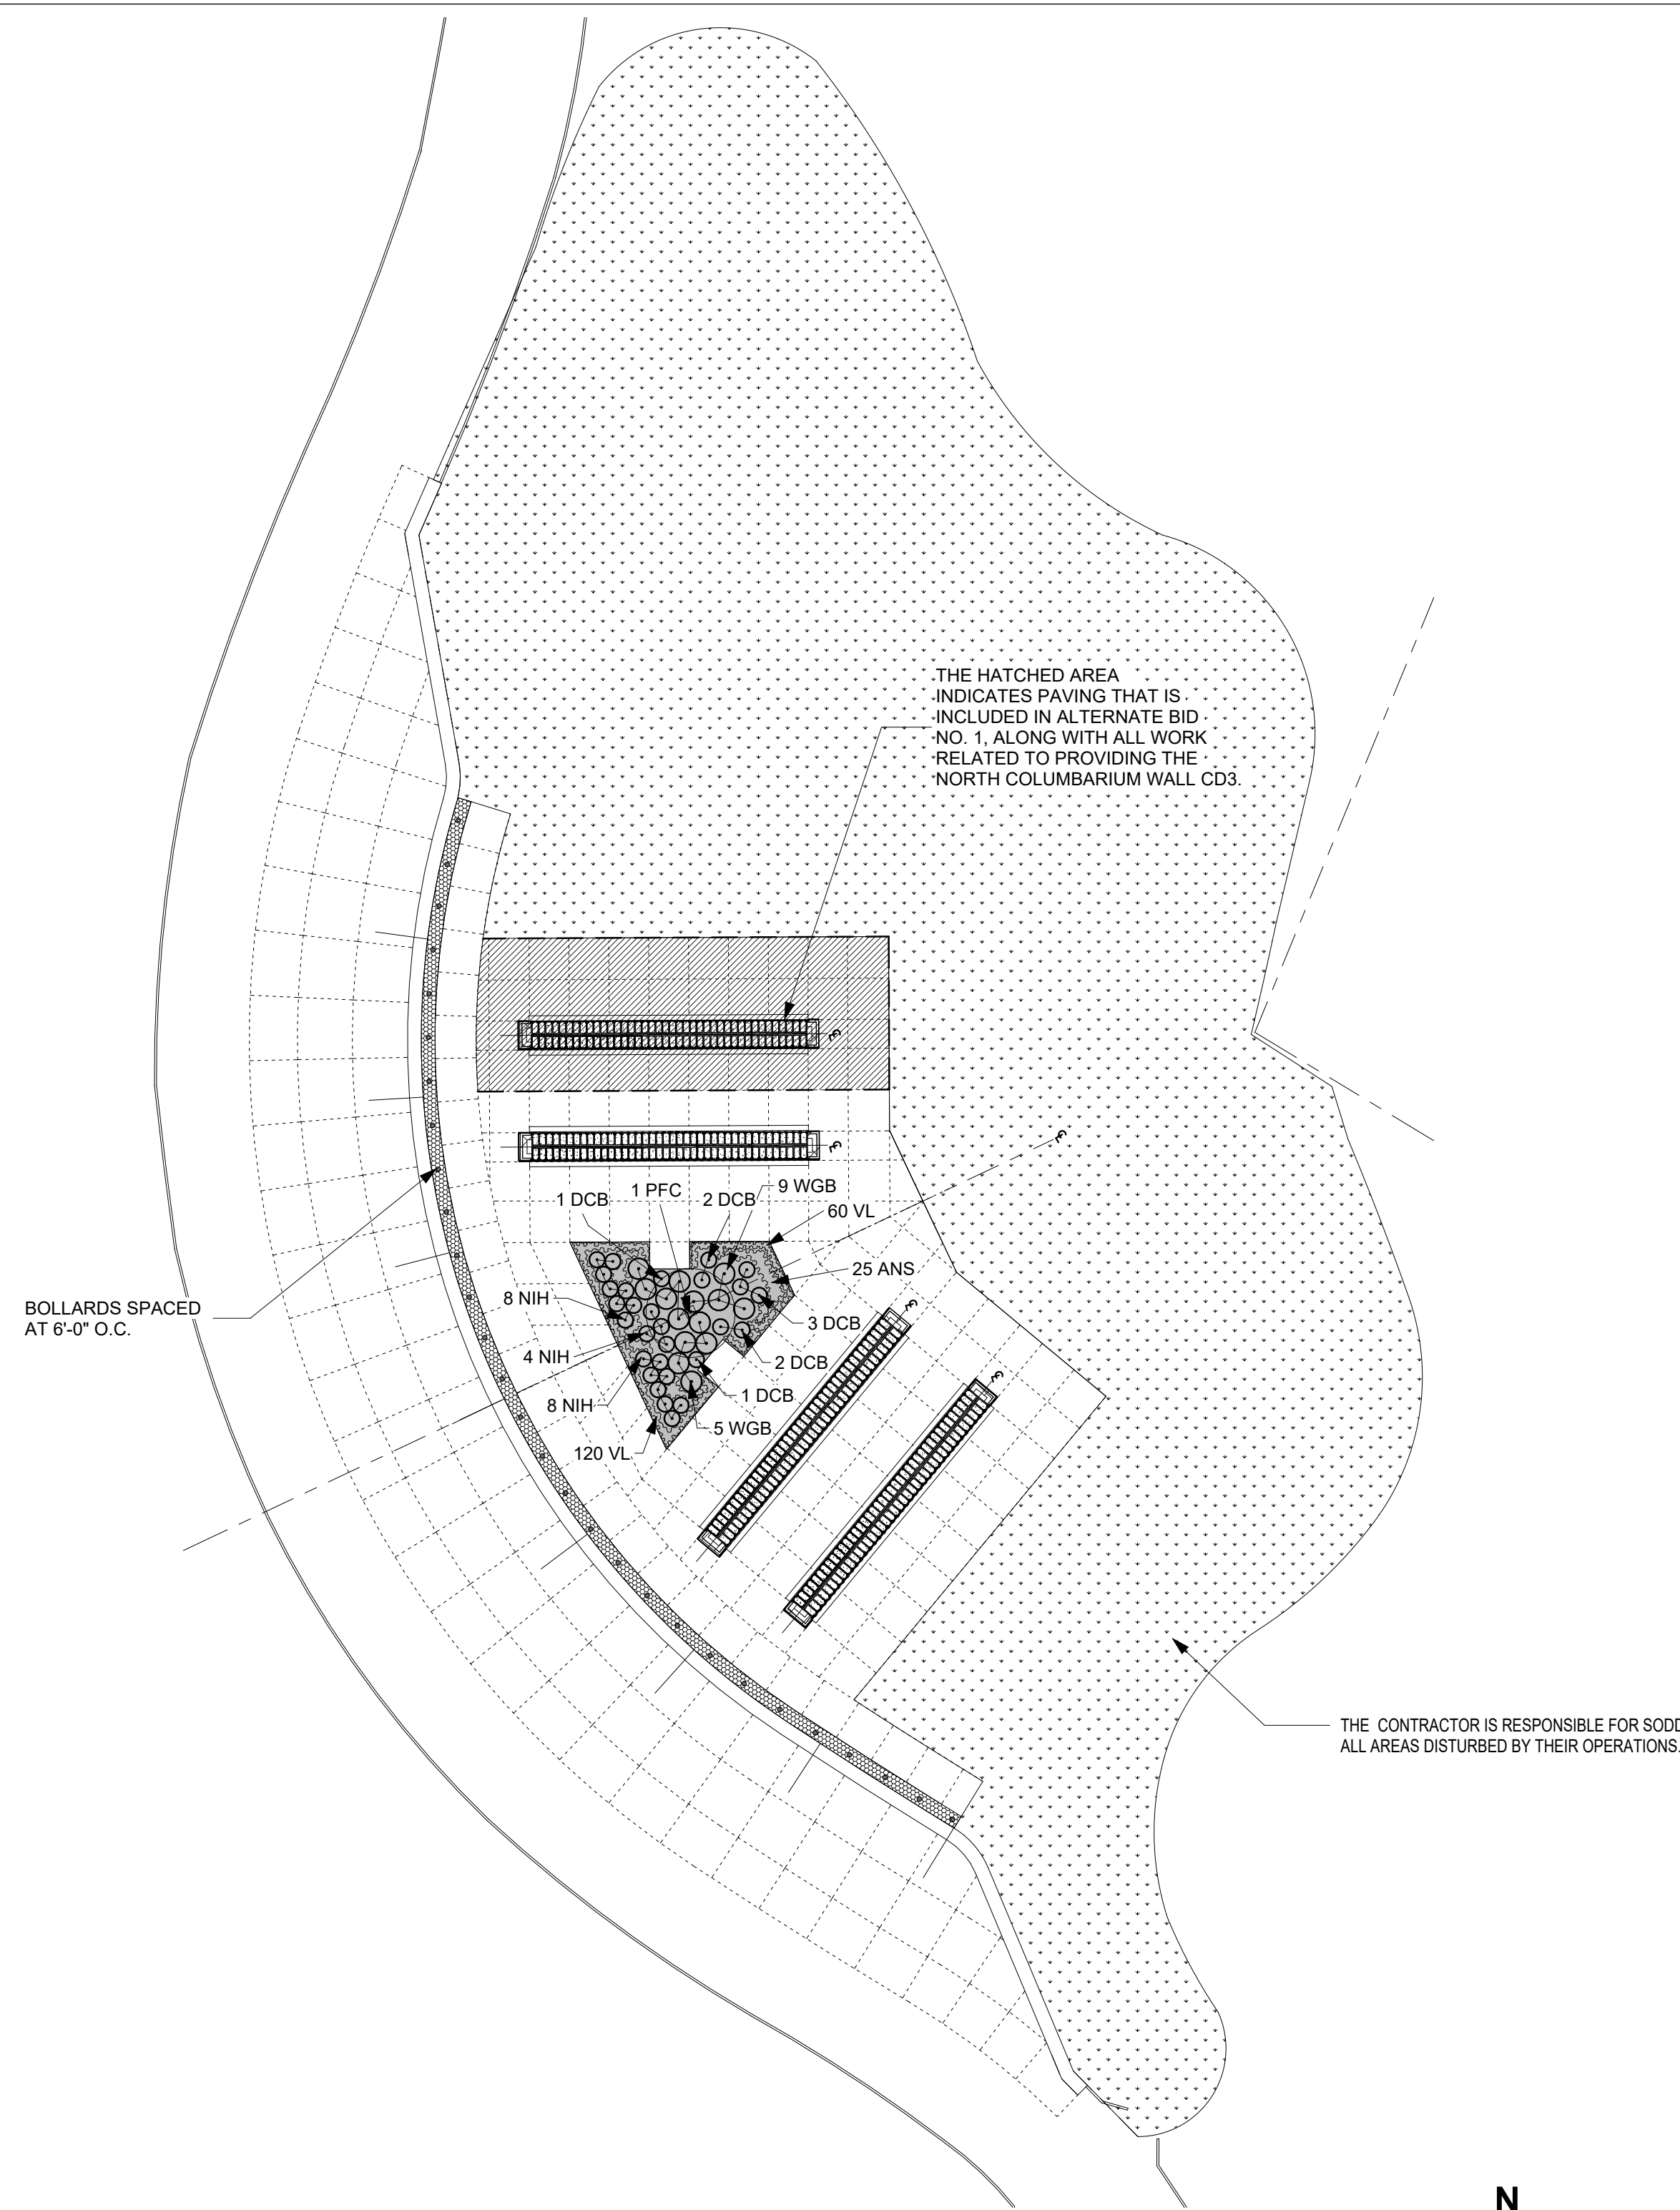 THE HATCHED AREA
INDICATES PAVING THAT IS
INCLUDED IN ALTERNATE BID
NO. 1, ALONG WITH ALL WORK
RELATED TO PROVIDING THE
NORTH COLUMBARIUM WALL CD3.
1 DCB
1 PFC
2 DCB
9 WGB
60 VL
25 ANS
8 NIH
3 DCB
4 NIH
2 DCB
1 DCB
8 NIH
5 WGB
120 VL
BOLLARDS SPACED
AT 6'-0" O.C.
THE CONTRACTOR IS RESPONSIBLE FOR
ALL AREAS DISTURBED BY THEIR OPERATIONS.
N